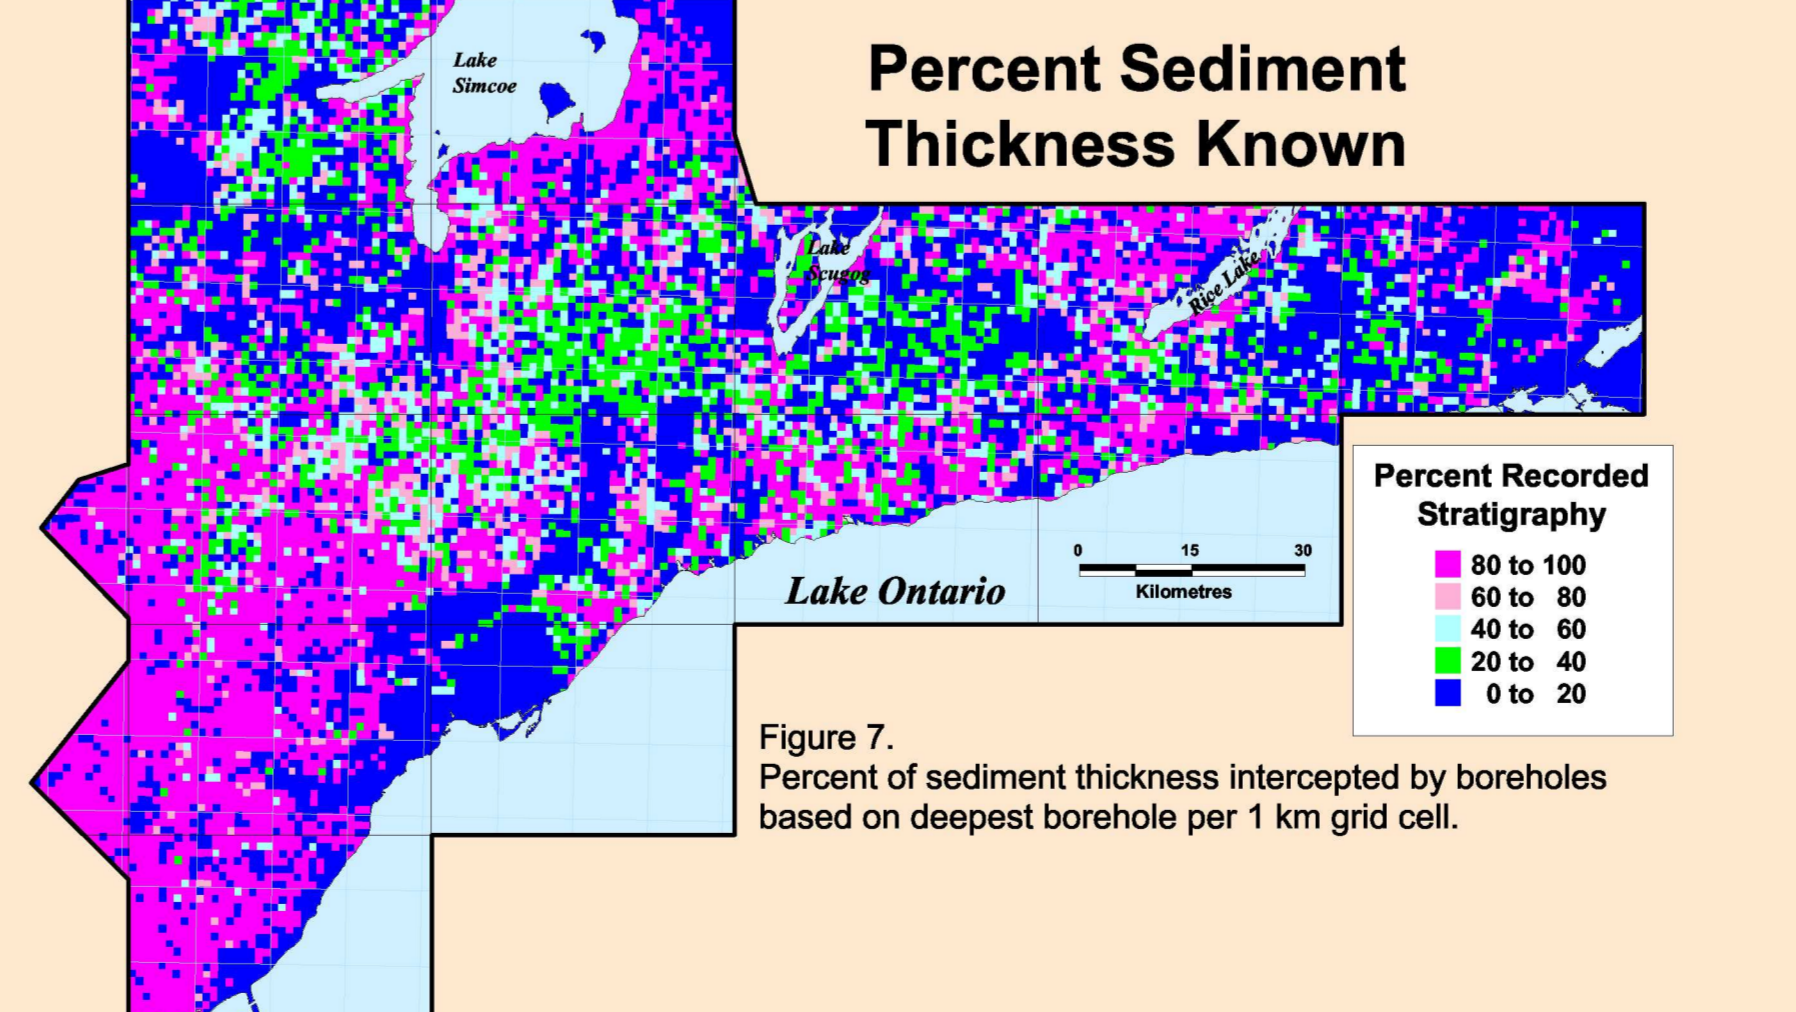 Percent Sediment
Thickness Known
Lake
Simcoe
Lake
Scugog
Rice Lake
Lake Ontario
0 15 30
Kilometres
Percent Recorded
Stratigraphy
80 to 100
60 to 80
40 to 60
20 to 40
0 to 20
Figure 7.
Percent of sediment thickness intercepted by boreholes
based on deepest borehole per 1 km grid cell.